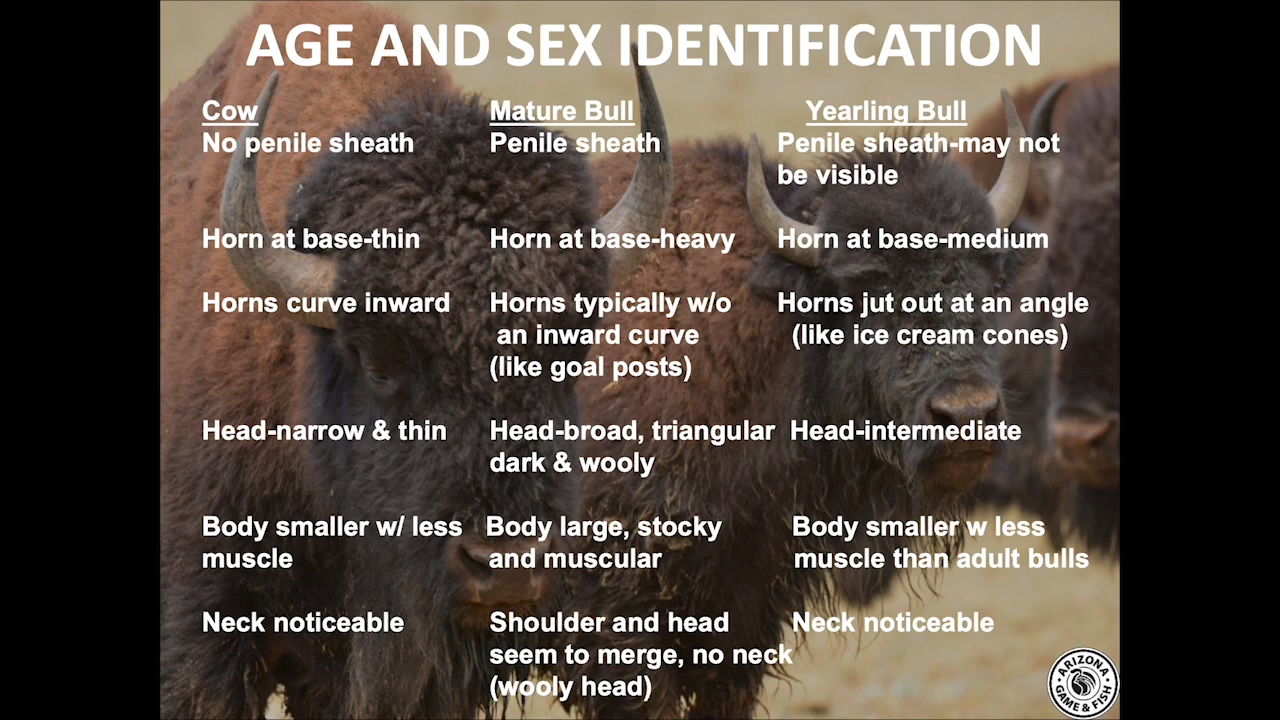 AGE AND SEX IDENTIFICATION
Cow
No penile sheath
Horn at base-thin
Horns curve inward
Head-narrow & thin
Body smaller w/ less
muscle
Neck noticeable
Mature Bull
Penile sheath
Horn at base-heavy
Horns typically w/o
an inward curve
(like goal posts)
Head-broad, triangular
dark & wooly
Body large, stocky
and muscular
Shoulder and head
seem to merge, no neck
(wooly head)
Yearling Bull
Penile sheath-may not
be visible
Horn at base-medium
Horns jut out at an angle
(like ice cream cones)
Head-intermediate
Body smaller w less
muscle than adult bulls
Neck noticeable
ARIZONA
GAME & FISH